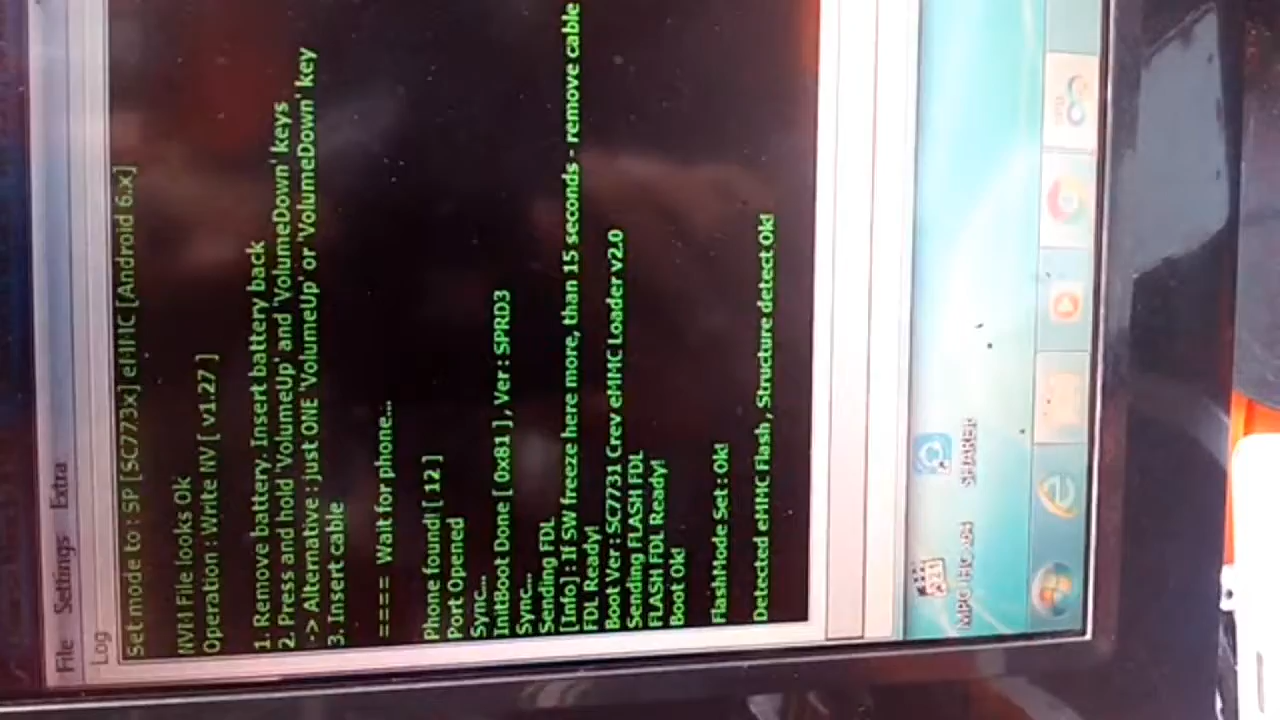 File Settings Extra
Log
Set mode to : SP [SC773x] eMMC [Android 6.x]
NVM File looks Ok
Operation : Write NV [ v1.27 ]
1. Remove battery. Insert battery back
2. Press and hold 'VolumeUp' and 'VolumeDown' keys
-> Alternative : just ONE 'VolumeUp' or 'VolumeDown' key
3. Insert cable
==== Wait for phone...
Phone found! [ 12 ]
Port Opened
Sync...
InitBoot Done [ 0x81 ] , Ver : SPRD3
Sync...
Sending FDL
[Info] : If SW freeze here more, than 15 seconds - remove cable
FDL Ready!
Boot Ver : SC7731 Crev eMMC Loader v2.0
Sending FLASH FDL
FLASH FDL Ready!
Boot Ok!
FlashMode Set : Ok!
Detected eMMC Flash , Structure detect Ok!
MPC-HC x64
SHAREit